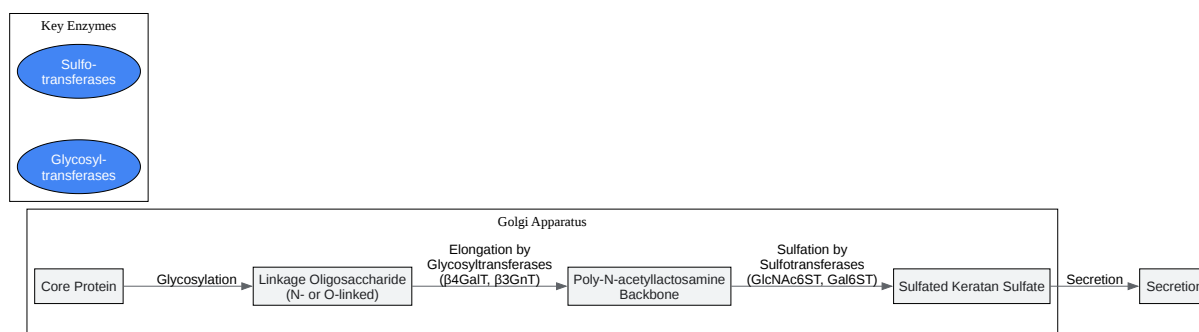 Key Enzymes
Sulfo-
transferases
Glycosyl-
transferases
Golgi Apparatus
Core Protein
Glycosylation
Linkage Oligosaccharide
(N- or O-linked)
Elongation by
Glycosyltransferases
(β4GalT, β3GnT)
Poly-N-acetyllactosamine
Backbone
Sulfation by
Sulfotransferases
(GlcNAc6ST, Gal6ST)
Sulfated Keratan Sulfate
Secretion
Secretion